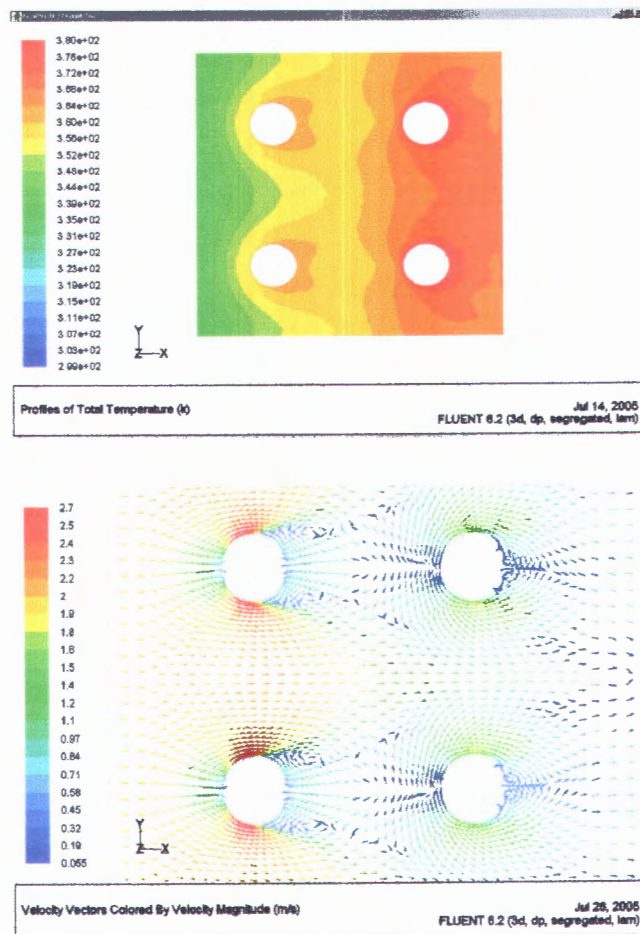 3.80e+02
3.76e+02
3.72e+02
3.68e+02
3.64e+02
3.60e+02
3.56e+02
3.52e+02
3.48e+02
3.44e+02
3.39e+02
3.35e+02
3.31e+02
3.27e+02
3.23e+02
3.19e+02
3.15e+02
3.11e+02
3.07e+02
3.03e+02
2.99e+02
Y
Z X
Profiles of Total Temperature (k)
Jul 14, 2005
FLUENT 6.2 (3d, dp, segregated, lam)
2.7
2.5
2.4
2.3
2.2
2
1.9
1.8
1.6
1.5
1.4
1.2
1.1
0.97
0.84
0.71
0.58
0.45
0.32
0.19
0.055
Y
Z X
Velocity Vectors Colored By Velocity Magnitude (m/s)
Jul 26, 2005
FLUENT 6.2 (3d, dp, segregated, lam)